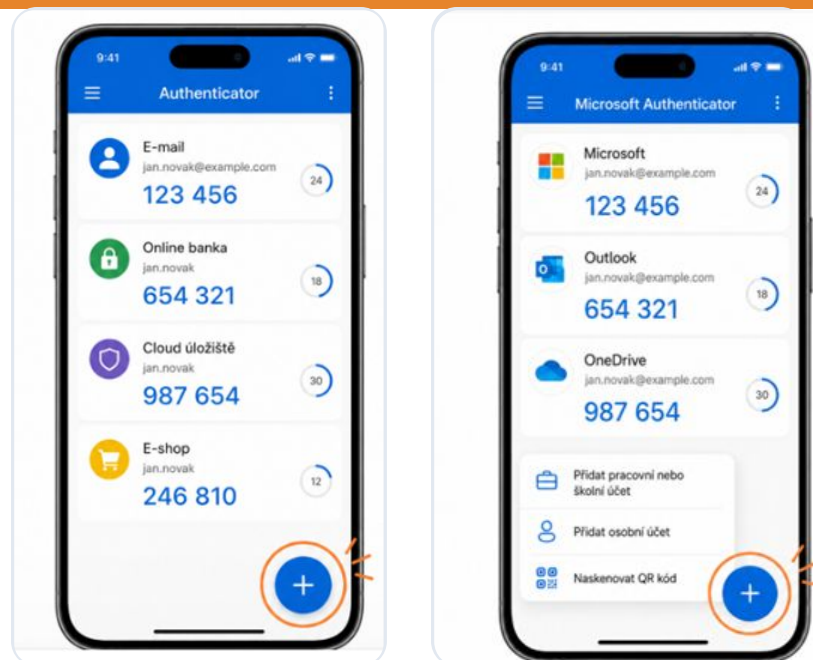 9:41
Authenticator
E-mail
jan.novak@example.com
123 456
24
Online banka
jan.novak
654 321
18
Cloud úložiště
jan.novak
987 654
30
E-shop
jan.novak
246 810
12
9:41
Microsoft Authenticator
Microsoft
jan.novak@example.com
123 456
24
Outlook
jan.novak@example.com
654 321
18
OneDrive
jan.novak@example.com
987 654
30
Přidat pracovní nebo
školní účet
Přidat osobní účet
Naskenovat QR kód